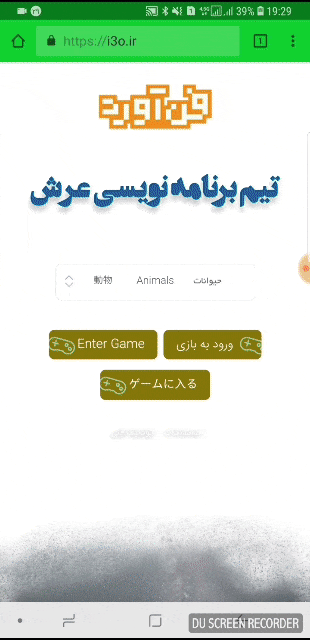 39% 19:29
https://i3o.ir
1
فن‌آورد
تیم برنامه نویسی عرش
動物 Animals حیوانات
Enter Game ورود به بازی
ゲームに入る
DU SCREEN RECORDER